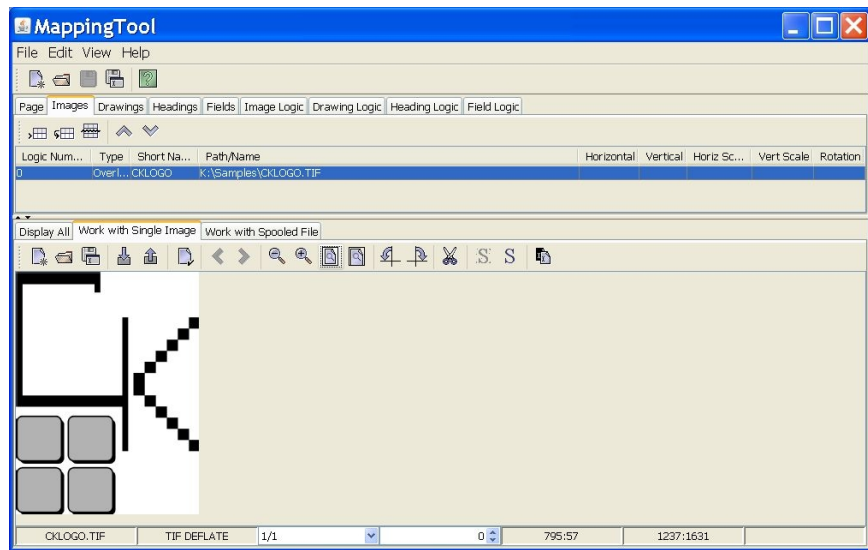 MappingTool
File Edit View Help
Page Images Drawings Headings Fields Image Logic Drawing Logic Heading Logic Field Logic
Logic Num... Type Short Na... Path/Name Horizontal Vertical Horiz Sc... Vert Scale Rotation
0 Overl... CKLOGO K:\Samples\CKLOGO.TIF
Display All Work with Single Image Work with Spooled File
S S
CKLOGO.TIF TIF DEFLATE 1/1 0 795:57 1237:1631